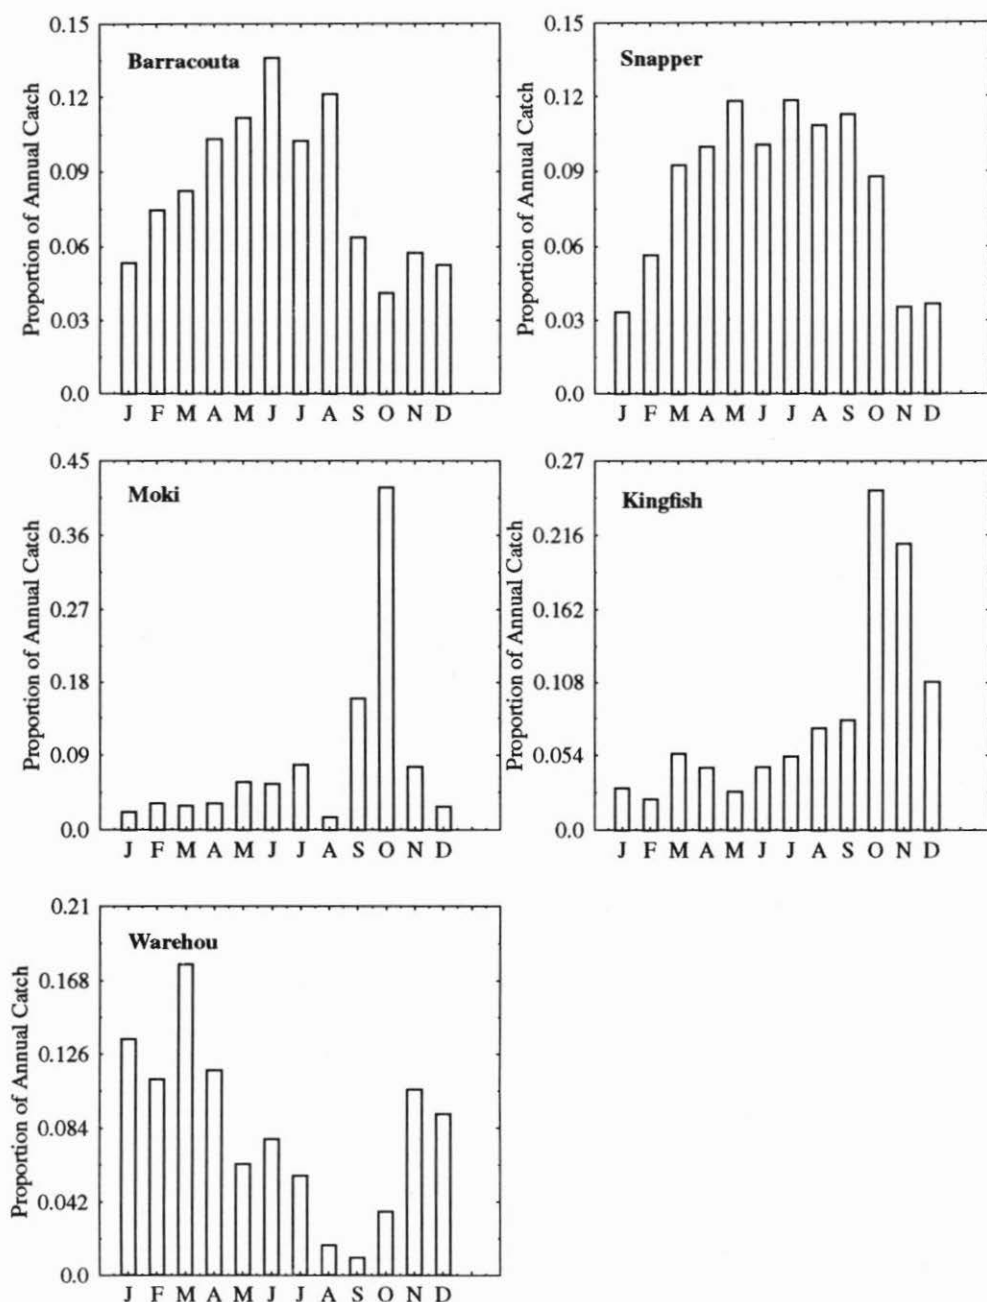 Barracouta
Proportion of Annual Catch
0.15
0.12
0.09
0.06
0.03
0.0
J F M A M J J A S O N D
Snapper
Proportion of Annual Catch
0.15
0.12
0.09
0.06
0.03
0.0
J F M A M J J A S O N D
Moki
Proportion of Annual Catch
0.45
0.36
0.27
0.18
0.09
0.0
J F M A M J J A S O N D
Kingfish
Proportion of Annual Catch
0.27
0.216
0.162
0.108
0.054
0.0
J F M A M J J A S O N D
Warehou
Proportion of Annual Catch
0.21
0.168
0.126
0.084
0.042
0.0
J F M A M J J A S O N D